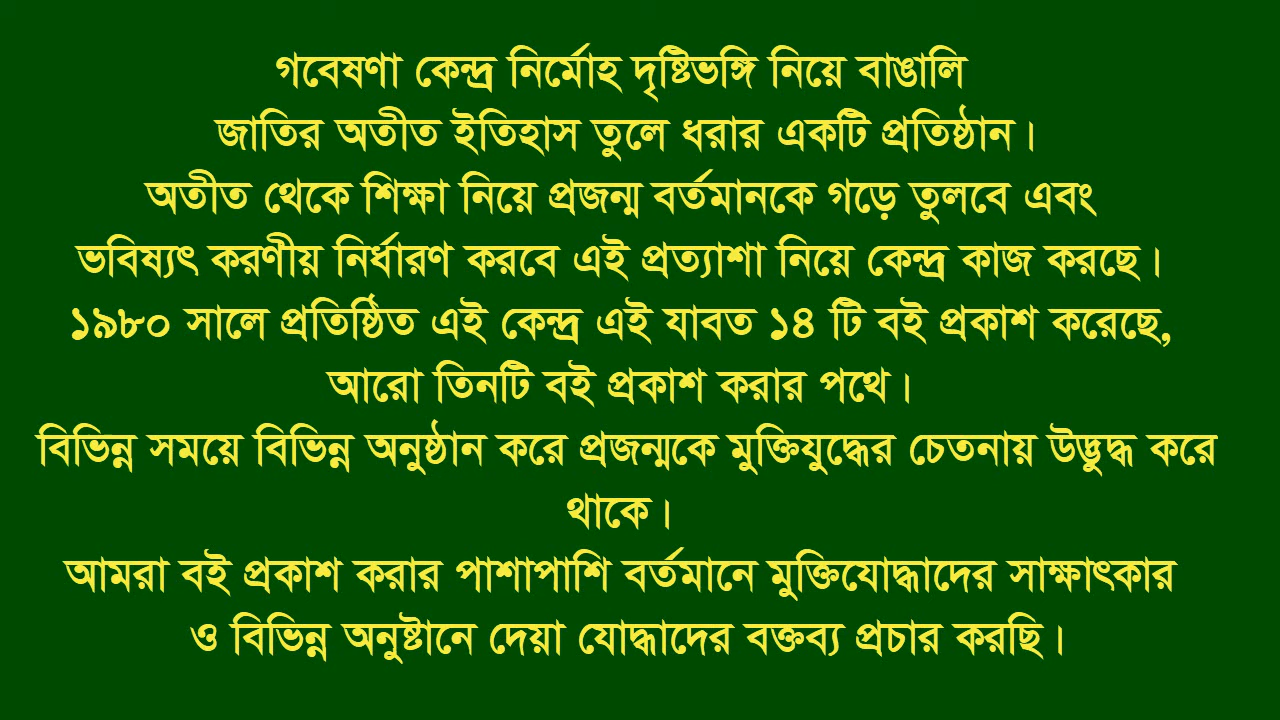 গবেষণা কেন্দ্র নির্মোহ দৃষ্টিভঙ্গি নিয়ে বাঙালি
জাতির অতীত ইতিহাস তুলে ধরার একটি প্রতিষ্ঠান।
অতীত থেকে শিক্ষা নিয়ে প্রজন্ম বর্তমানকে গড়ে তুলবে এবং
ভবিষ্যৎ করণীয় নির্ধারণ করবে এই প্রত্যাশা নিয়ে কেন্দ্র কাজ করছে।
১৯৮০ সালে প্রতিষ্ঠিত এই কেন্দ্র এই যাবত ১৪ টি বই প্রকাশ করেছে,
আরো তিনটি বই প্রকাশ করার পথে।
বিভিন্ন সময়ে বিভিন্ন অনুষ্ঠান করে প্রজন্মকে মুক্তিযুদ্ধের চেতনায় উদ্ভুদ্ধ করে
থাকে।
আমরা বই প্রকাশ করার পাশাপাশি বর্তমানে মুক্তিযোদ্ধাদের সাক্ষাৎকার
ও বিভিন্ন অনুষ্টানে দেয়া যোদ্ধাদের বক্তব্য প্রচার করছি।